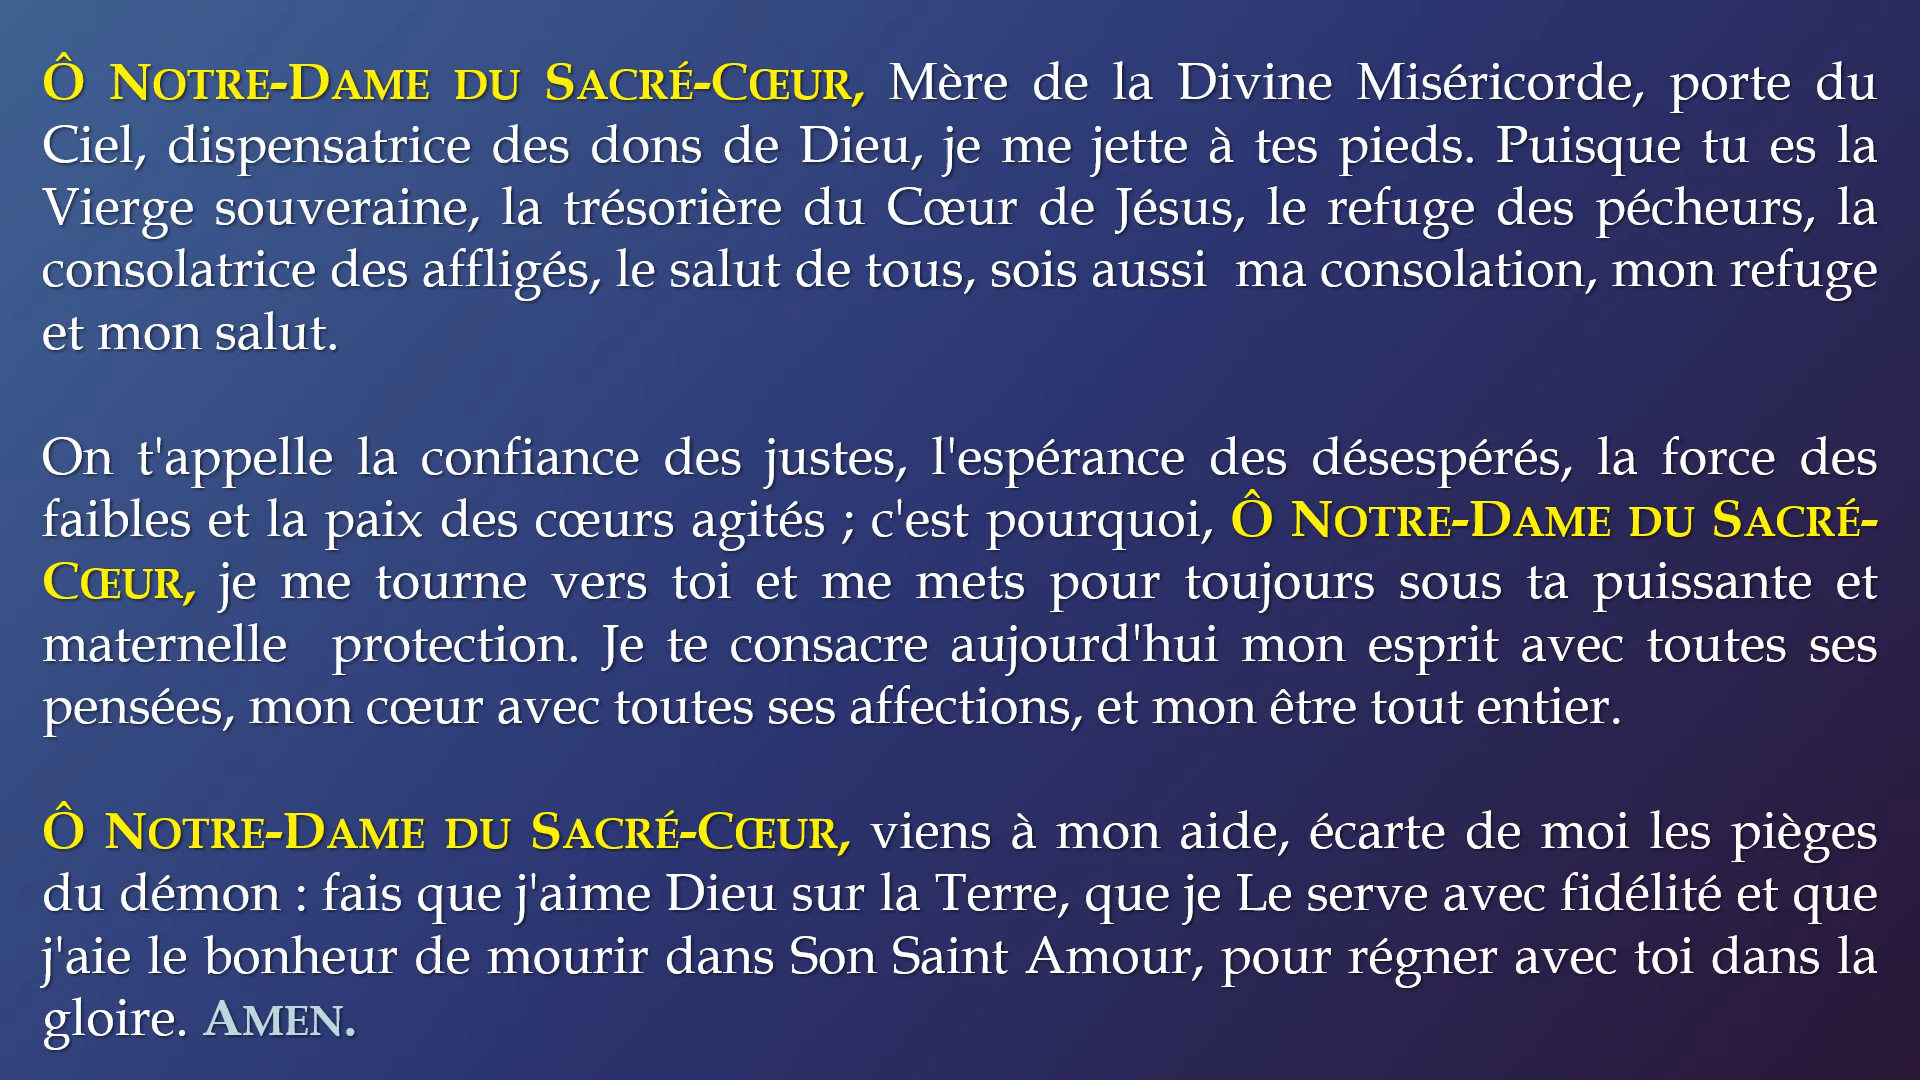 Ô NOTRE-DAME DU SACRÉ-CŒUR, Mère de la Divine Miséricorde, porte du
Ciel, dispensatrice des dons de Dieu, je me jette à tes pieds. Puisque tu es la
Vierge souveraine, la trésorière du Cœur de Jésus, le refuge des pécheurs, la
consolatrice des affligés, le salut de tous, sois aussi  ma consolation, mon refuge
et mon salut.
On t'appelle la confiance des justes, l'espérance des désespérés, la force des
faibles et la paix des cœurs agités ; c'est pourquoi, Ô NOTRE-DAME DU SACRÉ-
CŒUR, je me tourne vers toi et me mets pour toujours sous ta puissante et
maternelle  protection. Je te consacre aujourd'hui mon esprit avec toutes ses
pensées, mon cœur avec toutes ses affections, et mon être tout entier.
Ô NOTRE-DAME DU SACRÉ-CŒUR, viens à mon aide, écarte de moi les pièges
du démon : fais que j'aime Dieu sur la Terre, que je Le serve avec fidélité et que
j'aie le bonheur de mourir dans Son Saint Amour, pour régner avec toi dans la
gloire. AMEN.